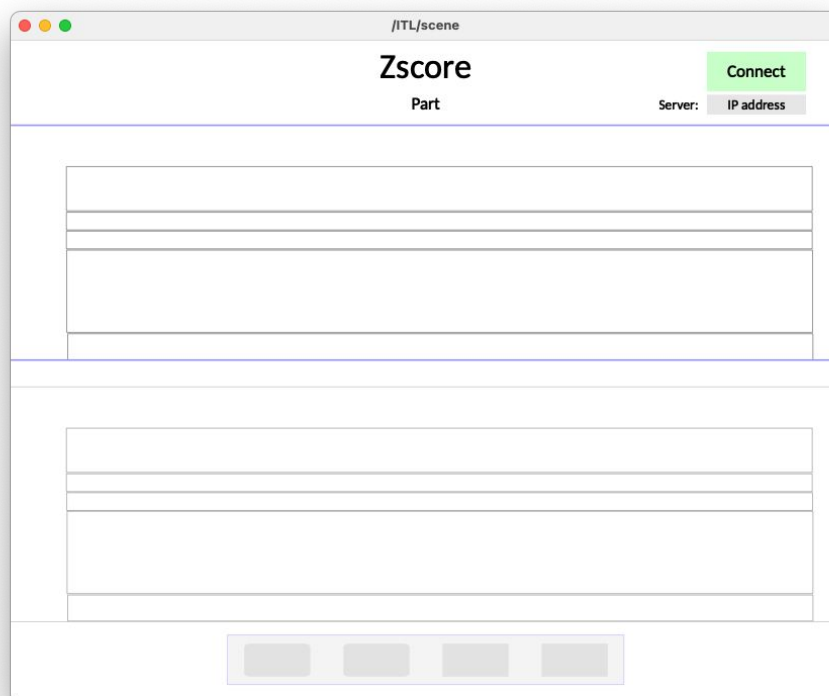 /ITL/scene
Zscore
Connect
Part
Server:
IP address